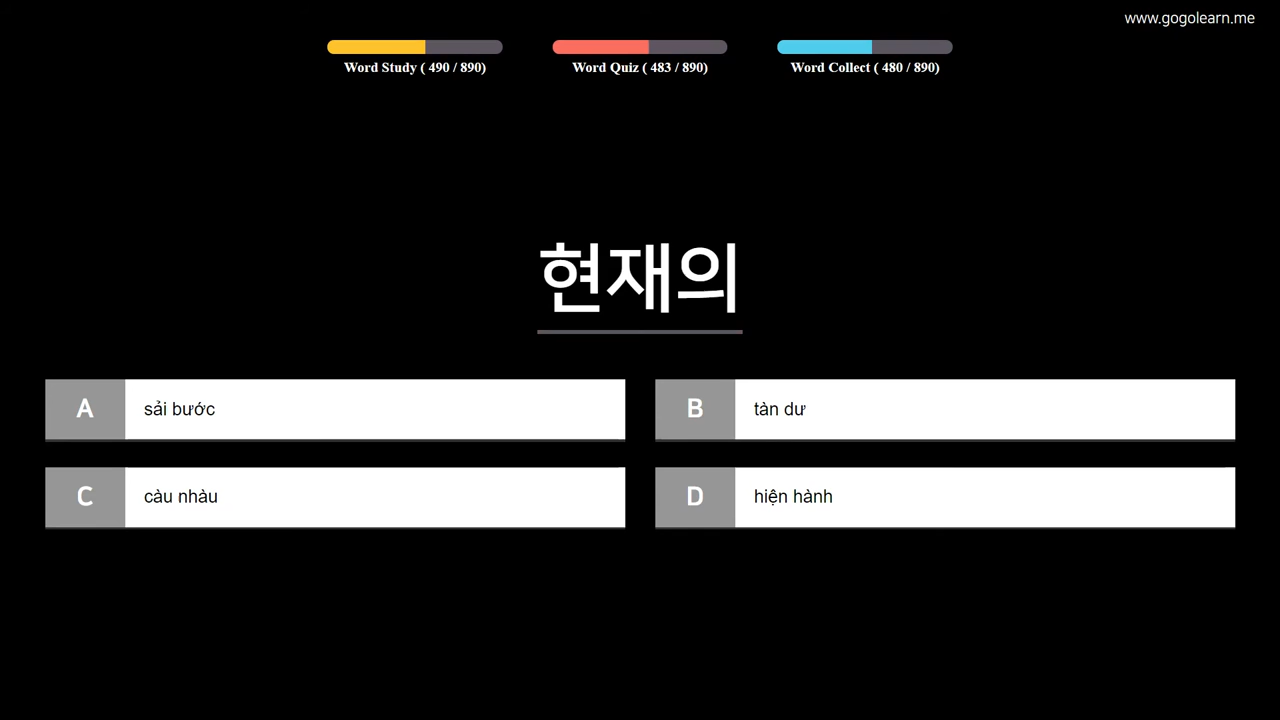 www.gogolearn.me
Word Study ( 490 / 890)
Word Quiz ( 483 / 890)
Word Collect ( 480 / 890)
현재의
A sải bước
B tàn dư
C càu nhàu
D hiện hành